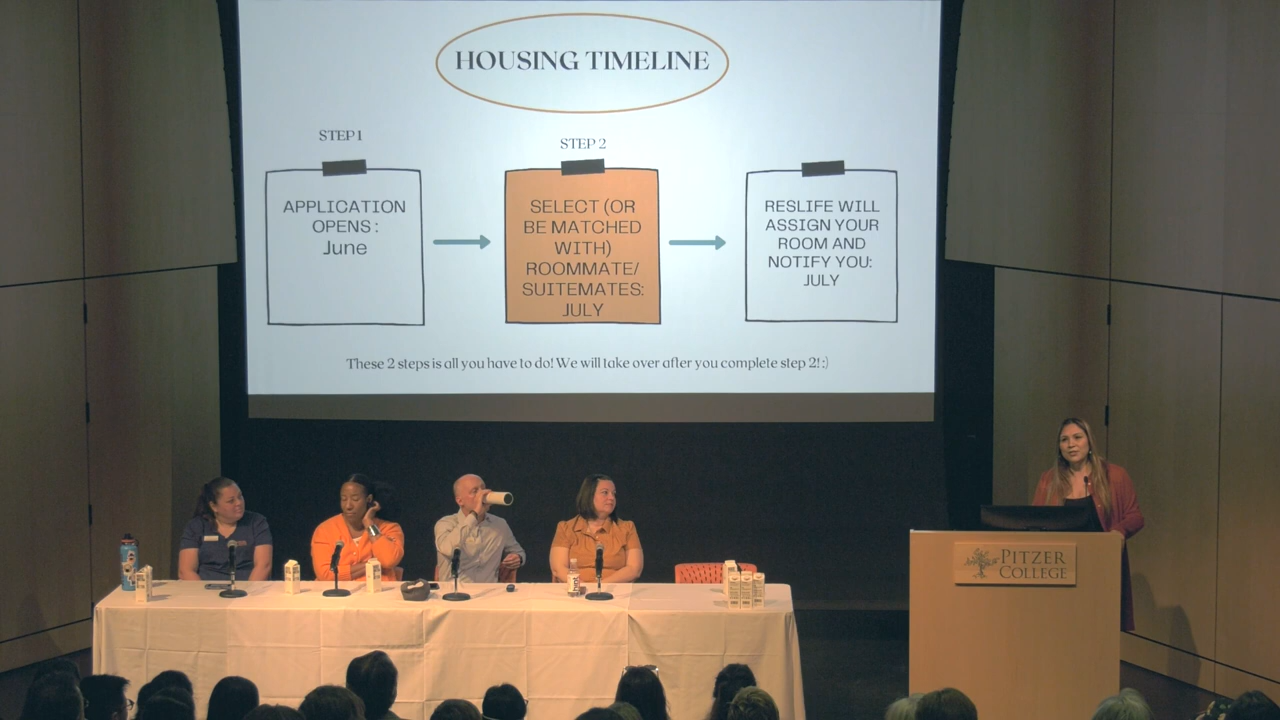 HOUSING TIMELINE
STEP 1
STEP 2
APPLICATION
OPENS :
June
SELECT (OR
BE MATCHED
WITH)
ROOMMATE/
SUITEMATES:
JULY
RESLIFE WILL
ASSIGN YOUR
ROOM AND
NOTIFY YOU:
JULY
These 2 steps is all you have to do! We will take over after you complete step 2! :)
PITZER
COLLEGE